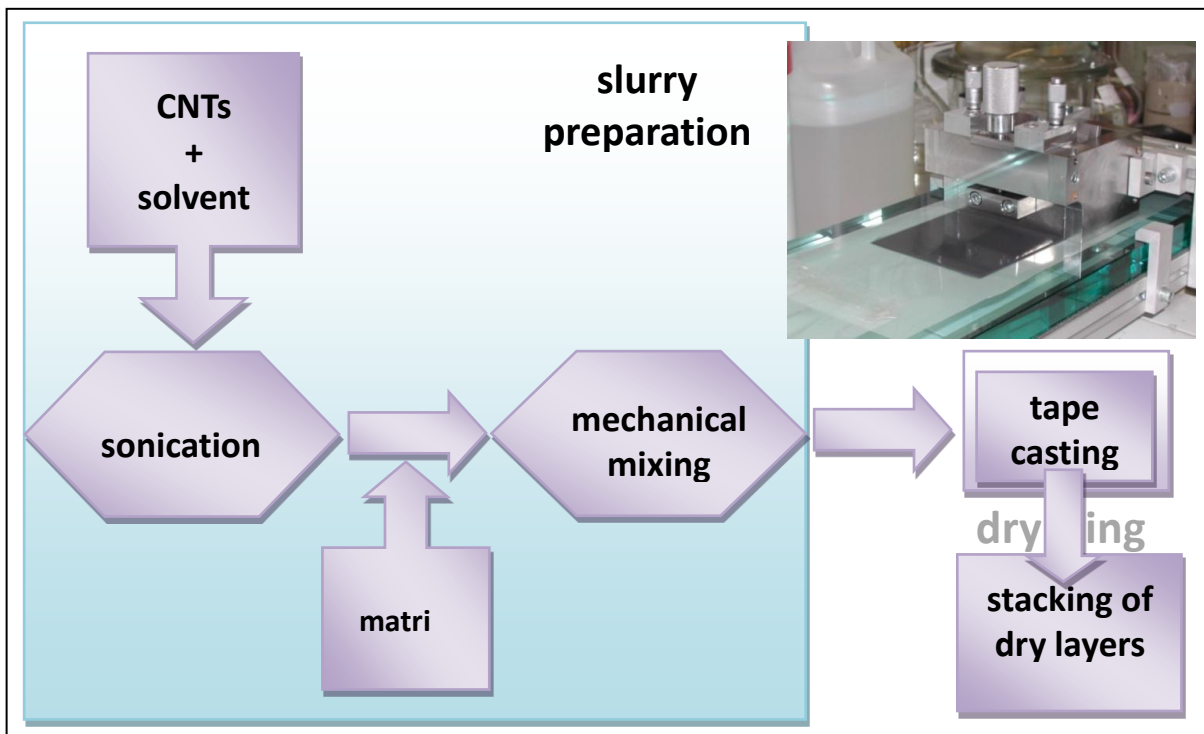 CNTs
+
solvent
slurry
preparation
sonication
mechanical
mixing
matri
tape
casting
dry ing
stacking of
dry layers